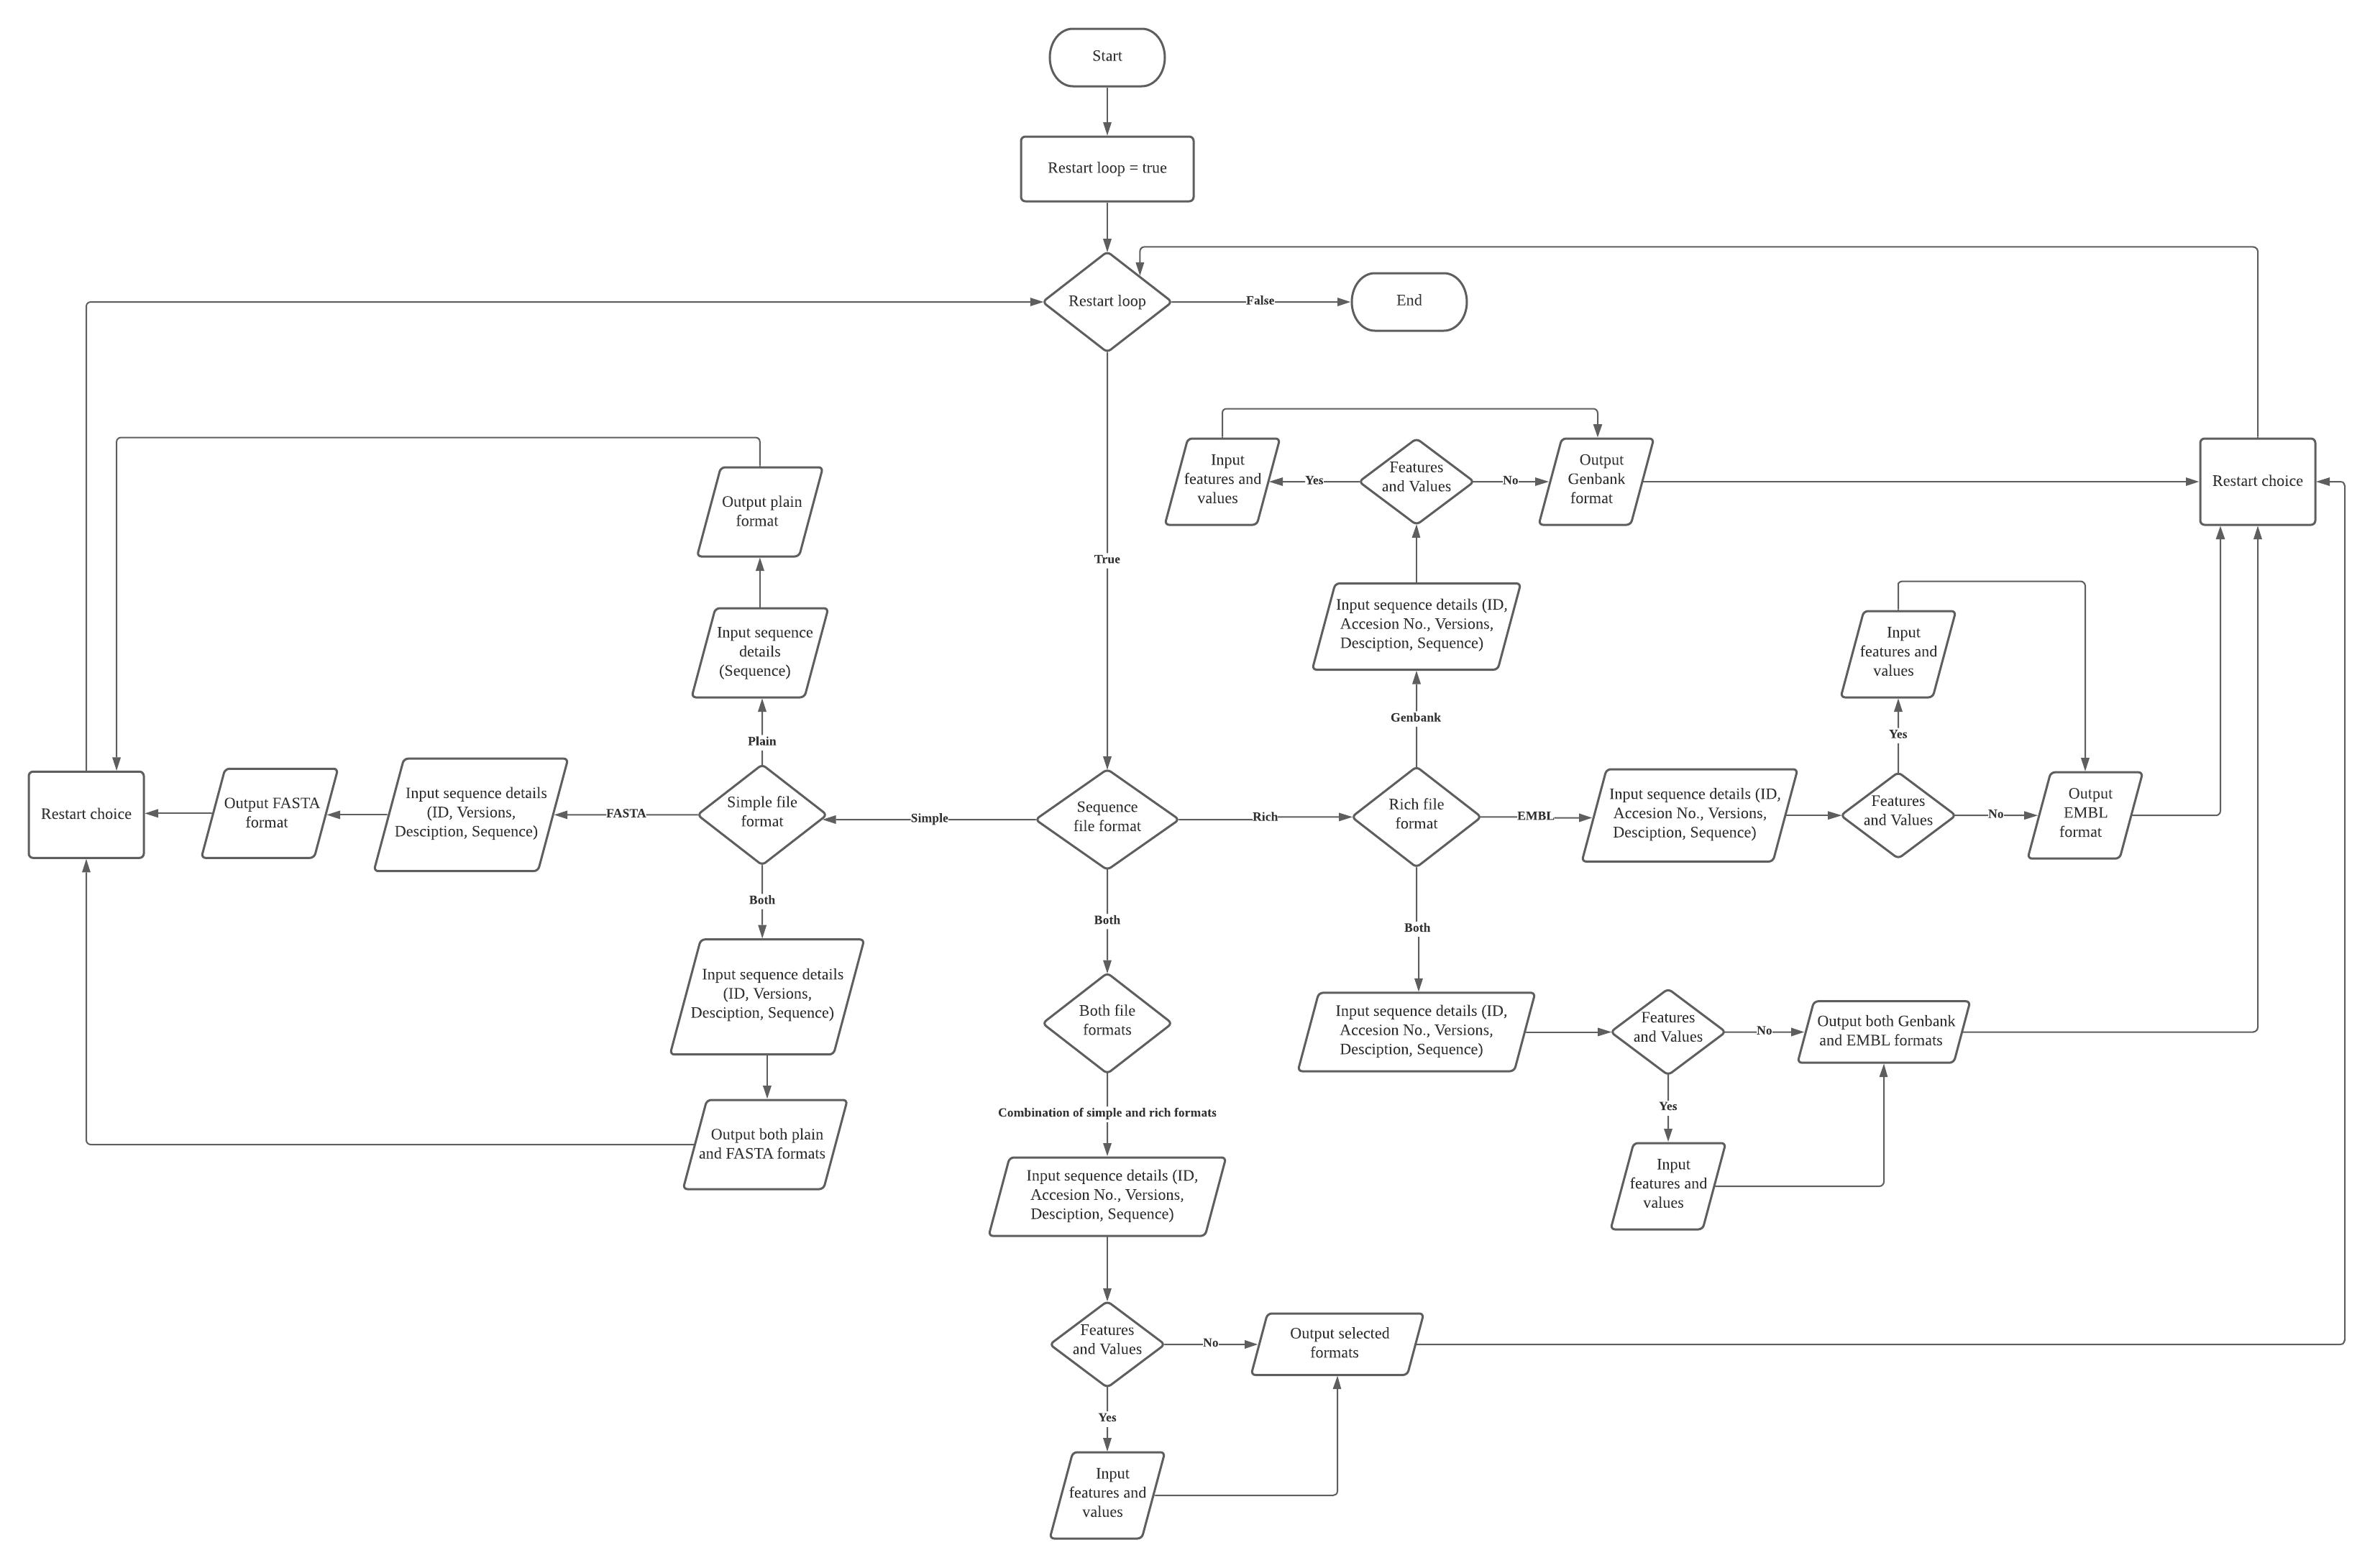 Start
Restart loop = true
Restart loop
False
End
True
Input
features and
values
Yes
Features
and Values
No
Output
Genbank
format
Restart choice
Output plain
format
Input sequence
details
(Sequence)
Plain
Input sequence details (ID,
Accesion No., Versions,
Desciption, Sequence)
Genbank
Input
features and
values
Yes
Restart choice
Output FASTA
format
Input sequence details
(ID, Versions,
Desciption, Sequence)
FASTA
Simple file
format
Simple
Sequence
file format
Rich
Rich file
format
EMBL
Input sequence details (ID,
Accesion No., Versions,
Desciption, Sequence)
Features
and Values
No
Output
EMBL
format
Both
Both
Both
Input sequence details
(ID, Versions,
Desciption, Sequence)
Both file
formats
Input sequence details (ID,
Accesion No., Versions,
Desciption, Sequence)
Features
and Values
No
Output both Genbank
and EMBL formats
Yes
Output both plain
and FASTA formats
Combination of simple and rich formats
Input
features and
values
Input sequence details (ID,
Accesion No., Versions,
Desciption, Sequence)
Features
and Values
No
Output selected
formats
Yes
Input
features and
values